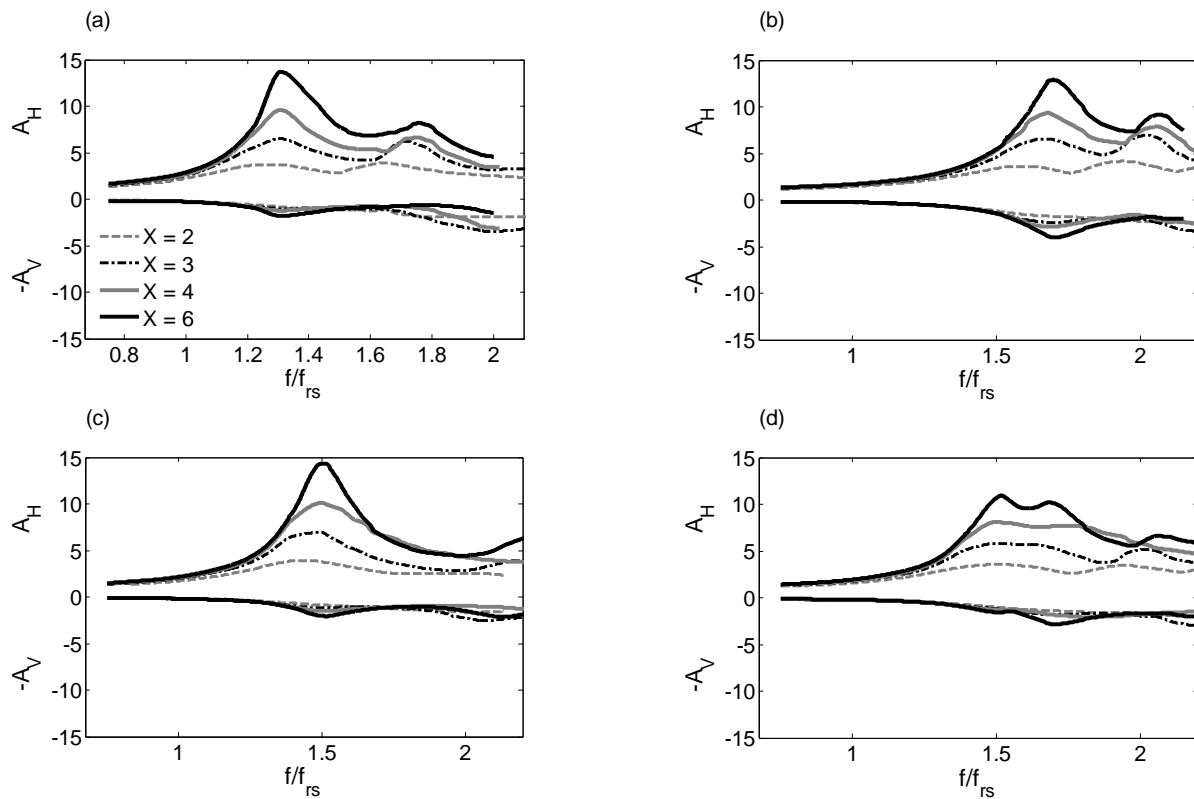 (a)
15
10
5
0
-5
-10
-15
A_H
-A_V
X = 2
X = 3
X = 4
X = 6
0.8 1 1.2 1.4 1.6 1.8 2
f/f_rs
(b)
15
10
5
0
-5
-10
-15
A_H
-A_V
1 1.5 2
f/f_rs
(c)
15
10
5
0
-5
-10
-15
A_H
-A_V
1 1.5 2
f/f_rs
(d)
15
10
5
0
-5
-10
-15
A_H
-A_V
1 1.5 2
f/f_rs